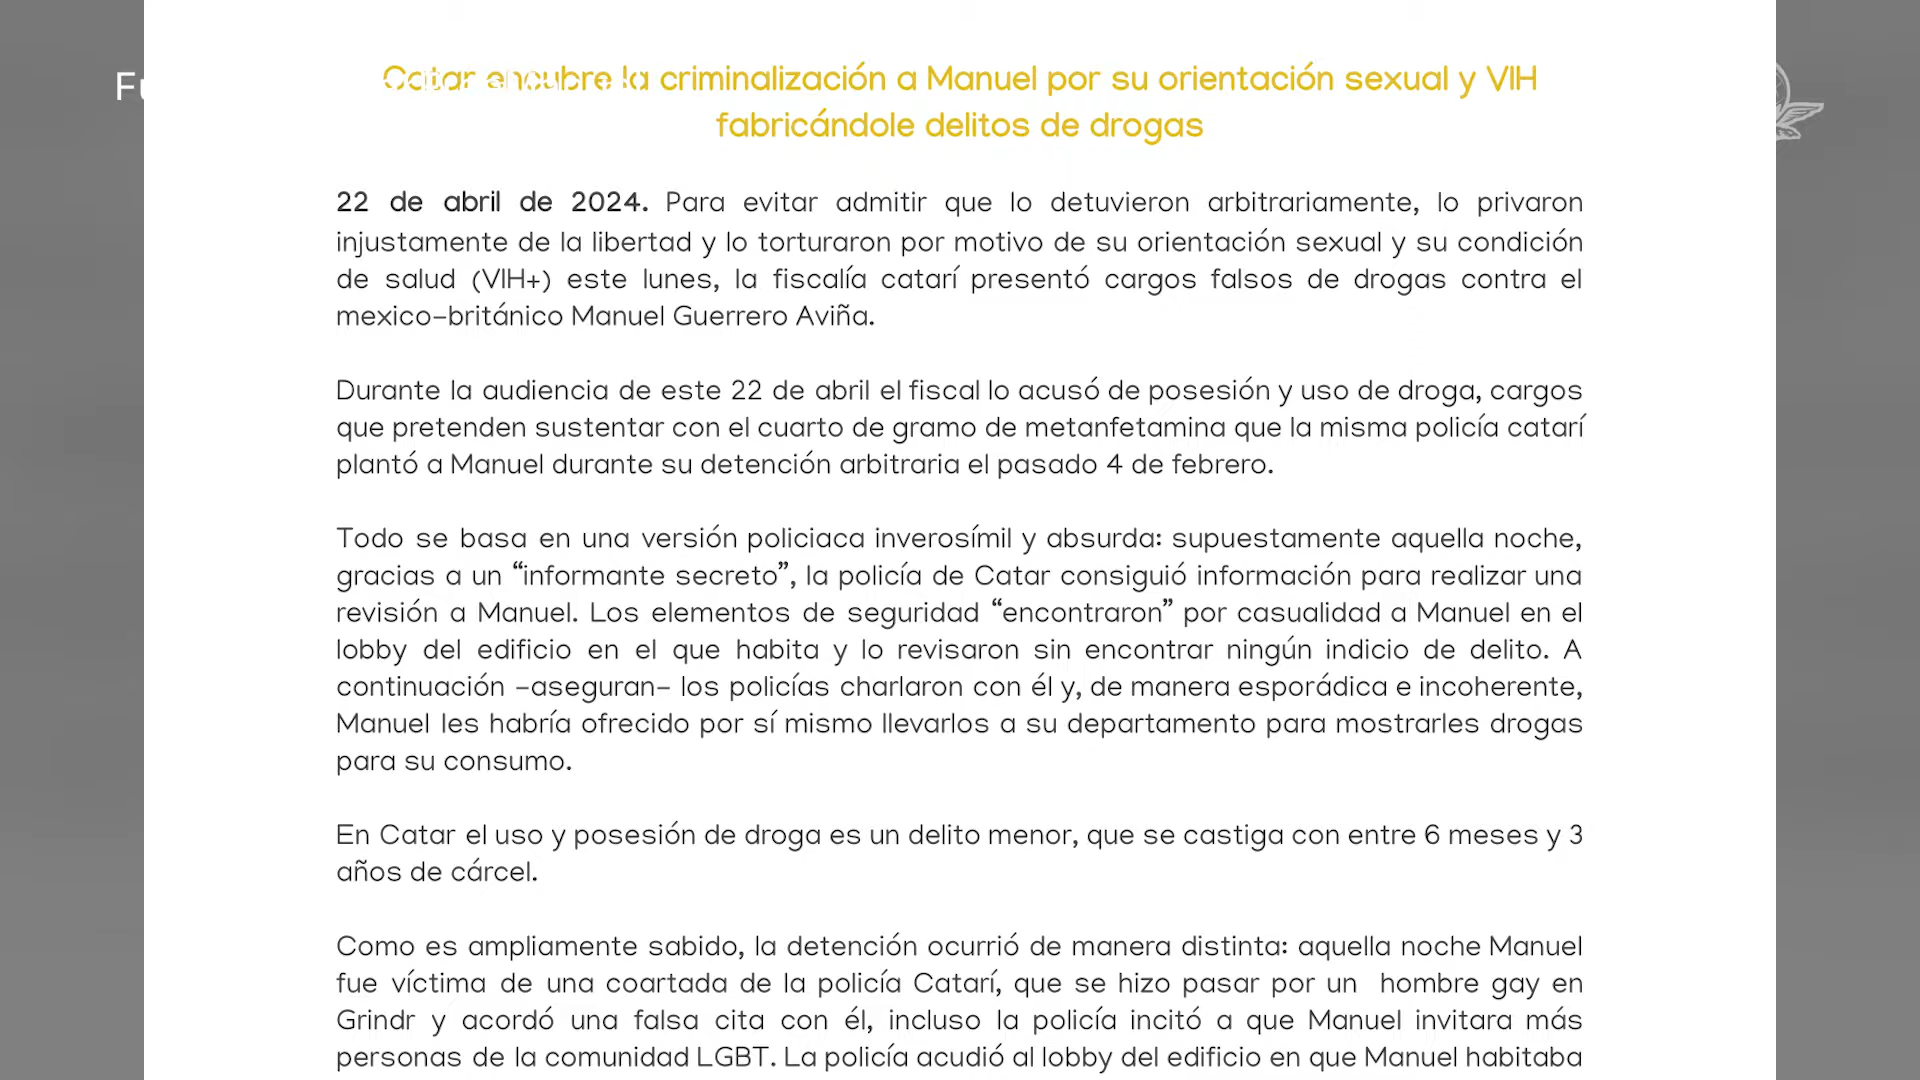 Catar encubre la criminalización a Manuel por su orientación sexual y VIH
fabricándole delitos de drogas
22 de abril de 2024. Para evitar admitir que lo detuvieron arbitrariamente, lo privaron
injustamente de la libertad y lo torturaron por motivo de su orientación sexual y su condición
de salud (VIH+) este lunes, la fiscalía catarí presentó cargos falsos de drogas contra el
mexico-británico Manuel Guerrero Aviña.
Durante la audiencia de este 22 de abril el fiscal lo acusó de posesión y uso de droga, cargos
que pretenden sustentar con el cuarto de gramo de metanfetamina que la misma policía catarí
plantó a Manuel durante su detención arbitraria el pasado 4 de febrero.
Todo se basa en una versión policiaca inverosímil y absurda: supuestamente aquella noche,
gracias a un “informante secreto”, la policía de Catar consiguió información para realizar una
revisión a Manuel. Los elementos de seguridad “encontraron” por casualidad a Manuel en el
lobby del edificio en el que habita y lo revisaron sin encontrar ningún indicio de delito. A
continuación -aseguran- los policías charlaron con él y, de manera esporádica e incoherente,
Manuel les habría ofrecido por sí mismo llevarlos a su departamento para mostrarles drogas
para su consumo.
En Catar el uso y posesión de droga es un delito menor, que se castiga con entre 6 meses y 3
años de cárcel.
Como es ampliamente sabido, la detención ocurrió de manera distinta: aquella noche Manuel
fue víctima de una coartada de la policía Catarí, que se hizo pasar por un hombre gay en
Grindr y acordó una falsa cita con él, incluso la policía incitó a que Manuel invitara más
personas de la comunidad LGBT. La policía acudió al lobby del edificio en que Manuel habitaba